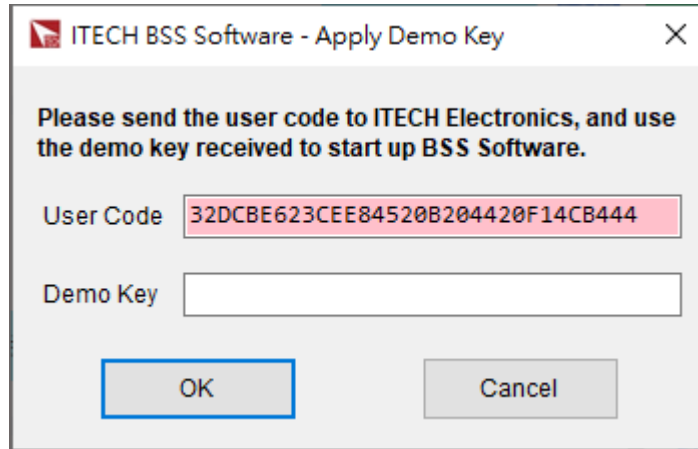 ITECH BSS Software - Apply Demo Key
Please send the user code to ITECH Electronics, and use
the demo key received to start up BSS Software.
User Code 32DCBE623CEE84520B204420F14CB444
Demo Key
OK Cancel